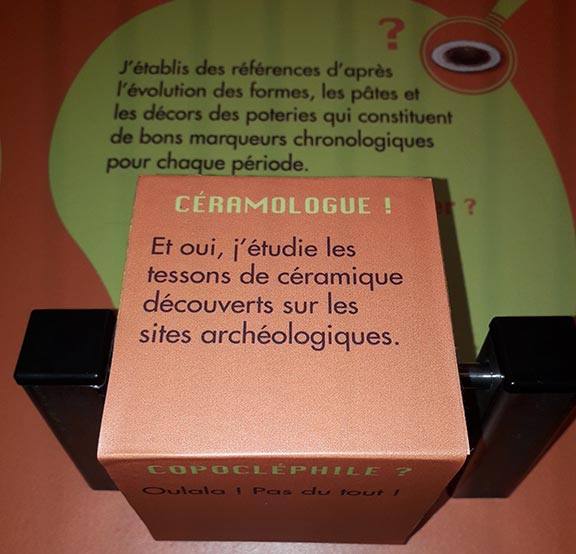 ?
J'établis des références d'après
l'évolution des formes, les pâtes et
les décors des poteries qui constituent
de bons marqueurs chronologiques
pour chaque période.
?
CÉRAMOLOGUE !
Et oui, j'étudie les
tessons de céramique
découverts sur les
sites archéologiques.
COPOCLÉPHILE ?
Oulala ! Pas du tout !